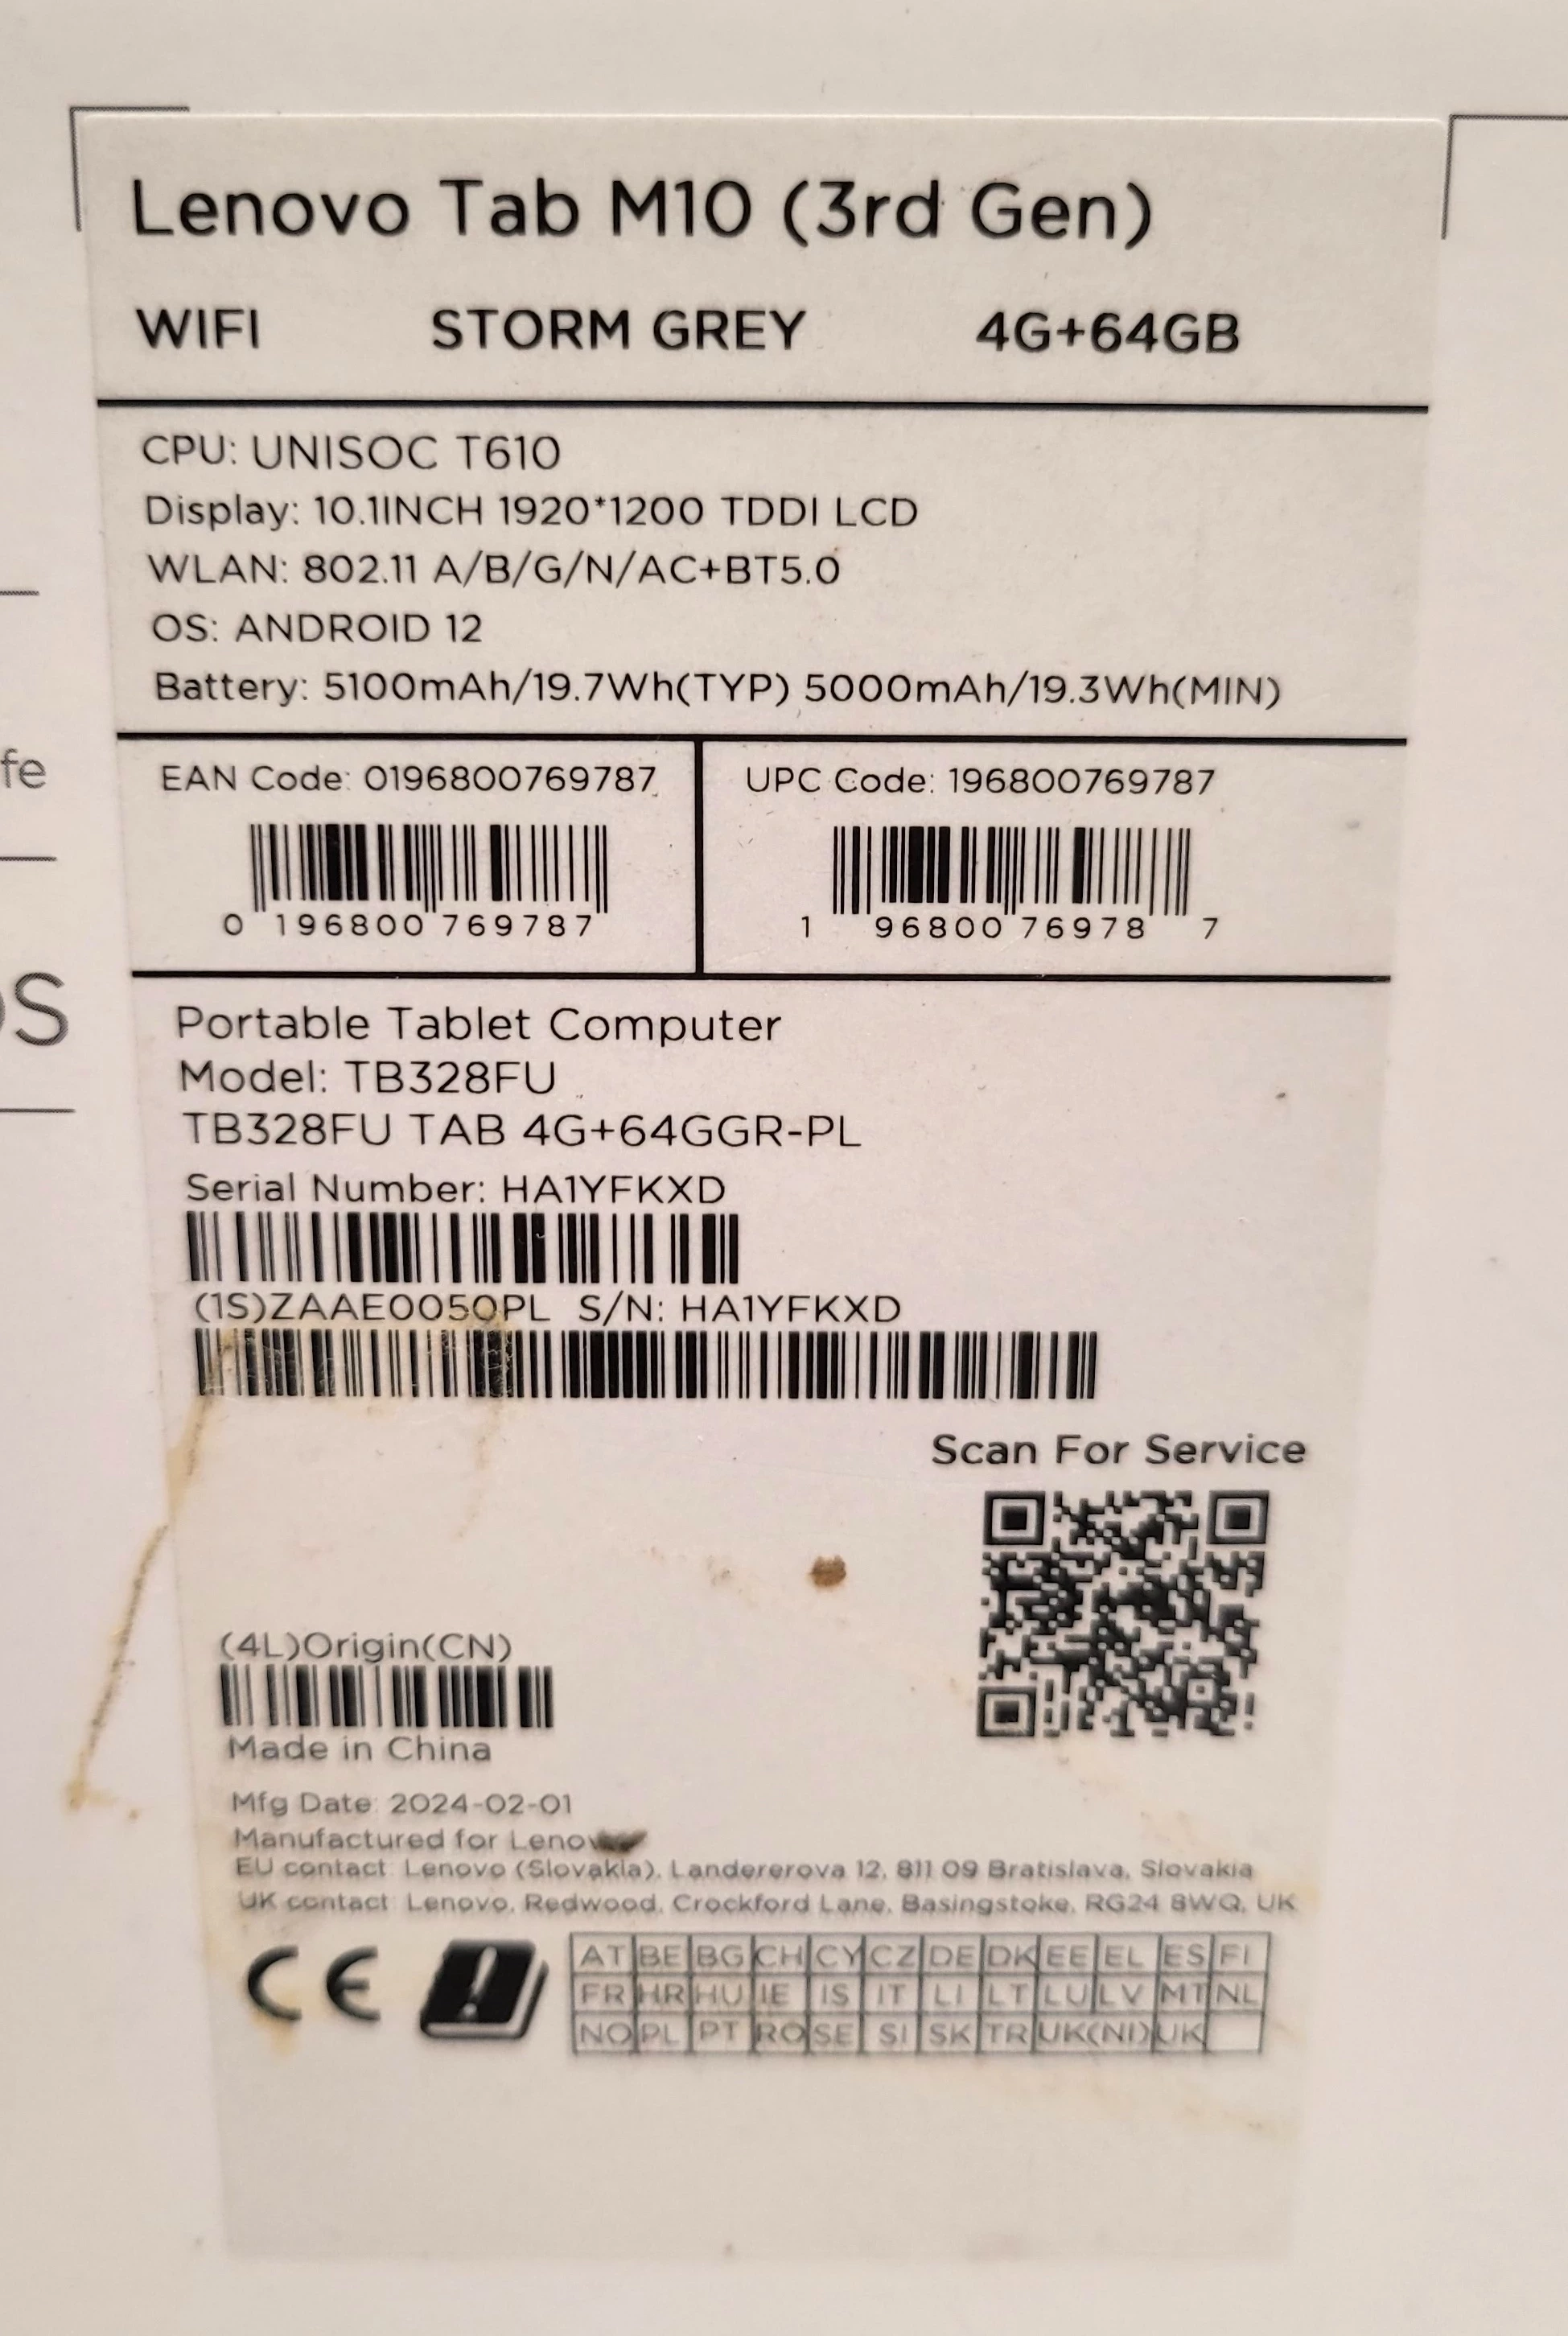 Lenovo Tab M10 (3rd Gen)
WIFI STORM GREY 4G+64GB
CPU: UNISOC T610
Display: 10.1INCH 1920*1200 TDDI LCD
WLAN: 802.11 A/B/G/N/AC+BT5.0
OS: ANDROID 12
Battery: 5100mAh/19.7Wh(TYP) 5000mAh/19.3Wh(MIN)
fe
EAN Code: 0196800769787
0 196800 769787
UPC Code: 196800769787
1 96800 76978 7
S
Portable Tablet Computer
Model: TB328FU
TB328FU TAB 4G+64GGR-PL
Serial Number: HA1YFKXD
(1S)ZAAE0050PL S/N: HA1YFKXD
Scan For Service
(4L)Origin(CN)
Made in China
Mfg Date: 2024-02-01
Manufactured for Lenovo
EU contact: Lenovo (Slovakia), Landererova 12, 811 09 Bratislava, Slovakia
UK contact: Lenovo, Redwood, Crockford Lane, Basingstoke, RG24 8WQ, UK
CE
AT BE BG CH CY CZ DE DK EE EL ES FI
FR HR HU IE IS IT LI LT LU LV MT NL
NO PL PT RO SE SI SK TR UK(NI) UK